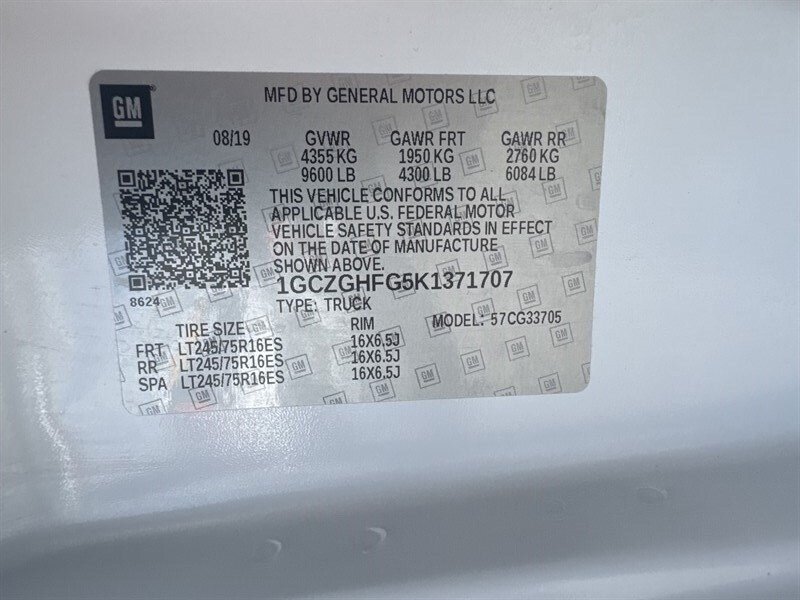 GM
MFD BY GENERAL MOTORS LLC
08/19 GVWR GAWR FRT GAWR RR
4355 KG 1950 KG 2760 KG
9600 LB 4300 LB 6084 LB
THIS VEHICLE CONFORMS TO ALL
APPLICABLE U.S. FEDERAL MOTOR
VEHICLE SAFETY STANDARDS IN EFFECT
ON THE DATE OF MANUFACTURE
SHOWN ABOVE.
8624
1GCZGHFG5K1371707
TYPE: TRUCK
TIRE SIZE RIM MODEL: 57CG33705
FRT LT245/75R16ES 16X6.5J
RR LT245/75R16ES 16X6.5J
SPA LT245/75R16ES 16X6.5J